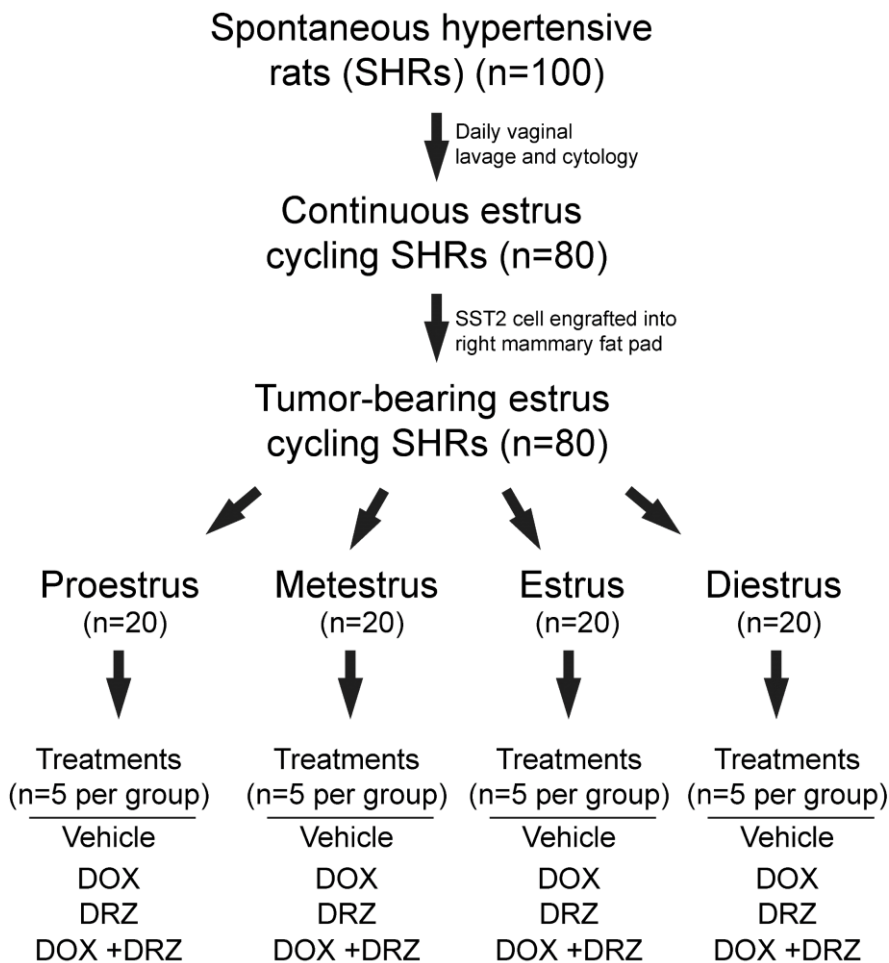 Spontaneous hypertensive
rats (SHRs) (n=100)
Daily vaginal
lavage and cytology
Continuous estrus
cycling SHRs (n=80)
SST2 cell engrafted into
right mammary fat pad
Tumor-bearing estrus
cycling SHRs (n=80)
Proestrus
(n=20)
Treatments
(n=5 per group)
Vehicle
DOX
DRZ
DOX +DRZ
Metestrus
(n=20)
Treatments
(n=5 per group)
Vehicle
DOX
DRZ
DOX +DRZ
Estrus
(n=20)
Treatments
(n=5 per group)
Vehicle
DOX
DRZ
DOX +DRZ
Diestrus
(n=20)
Treatments
(n=5 per group)
Vehicle
DOX
DRZ
DOX +DRZ